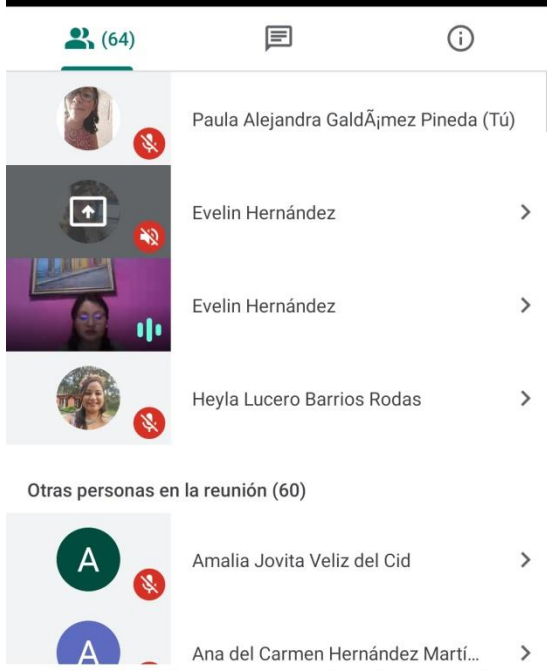 (64)
Paula Alejandra GaldÃ¡mez Pineda (Tú)
Evelin Hernández
Evelin Hernández
Heyla Lucero Barrios Rodas
Otras personas en la reunión (60)
A
Amalia Jovita Veliz del Cid
A
Ana del Carmen Hernández Martí...